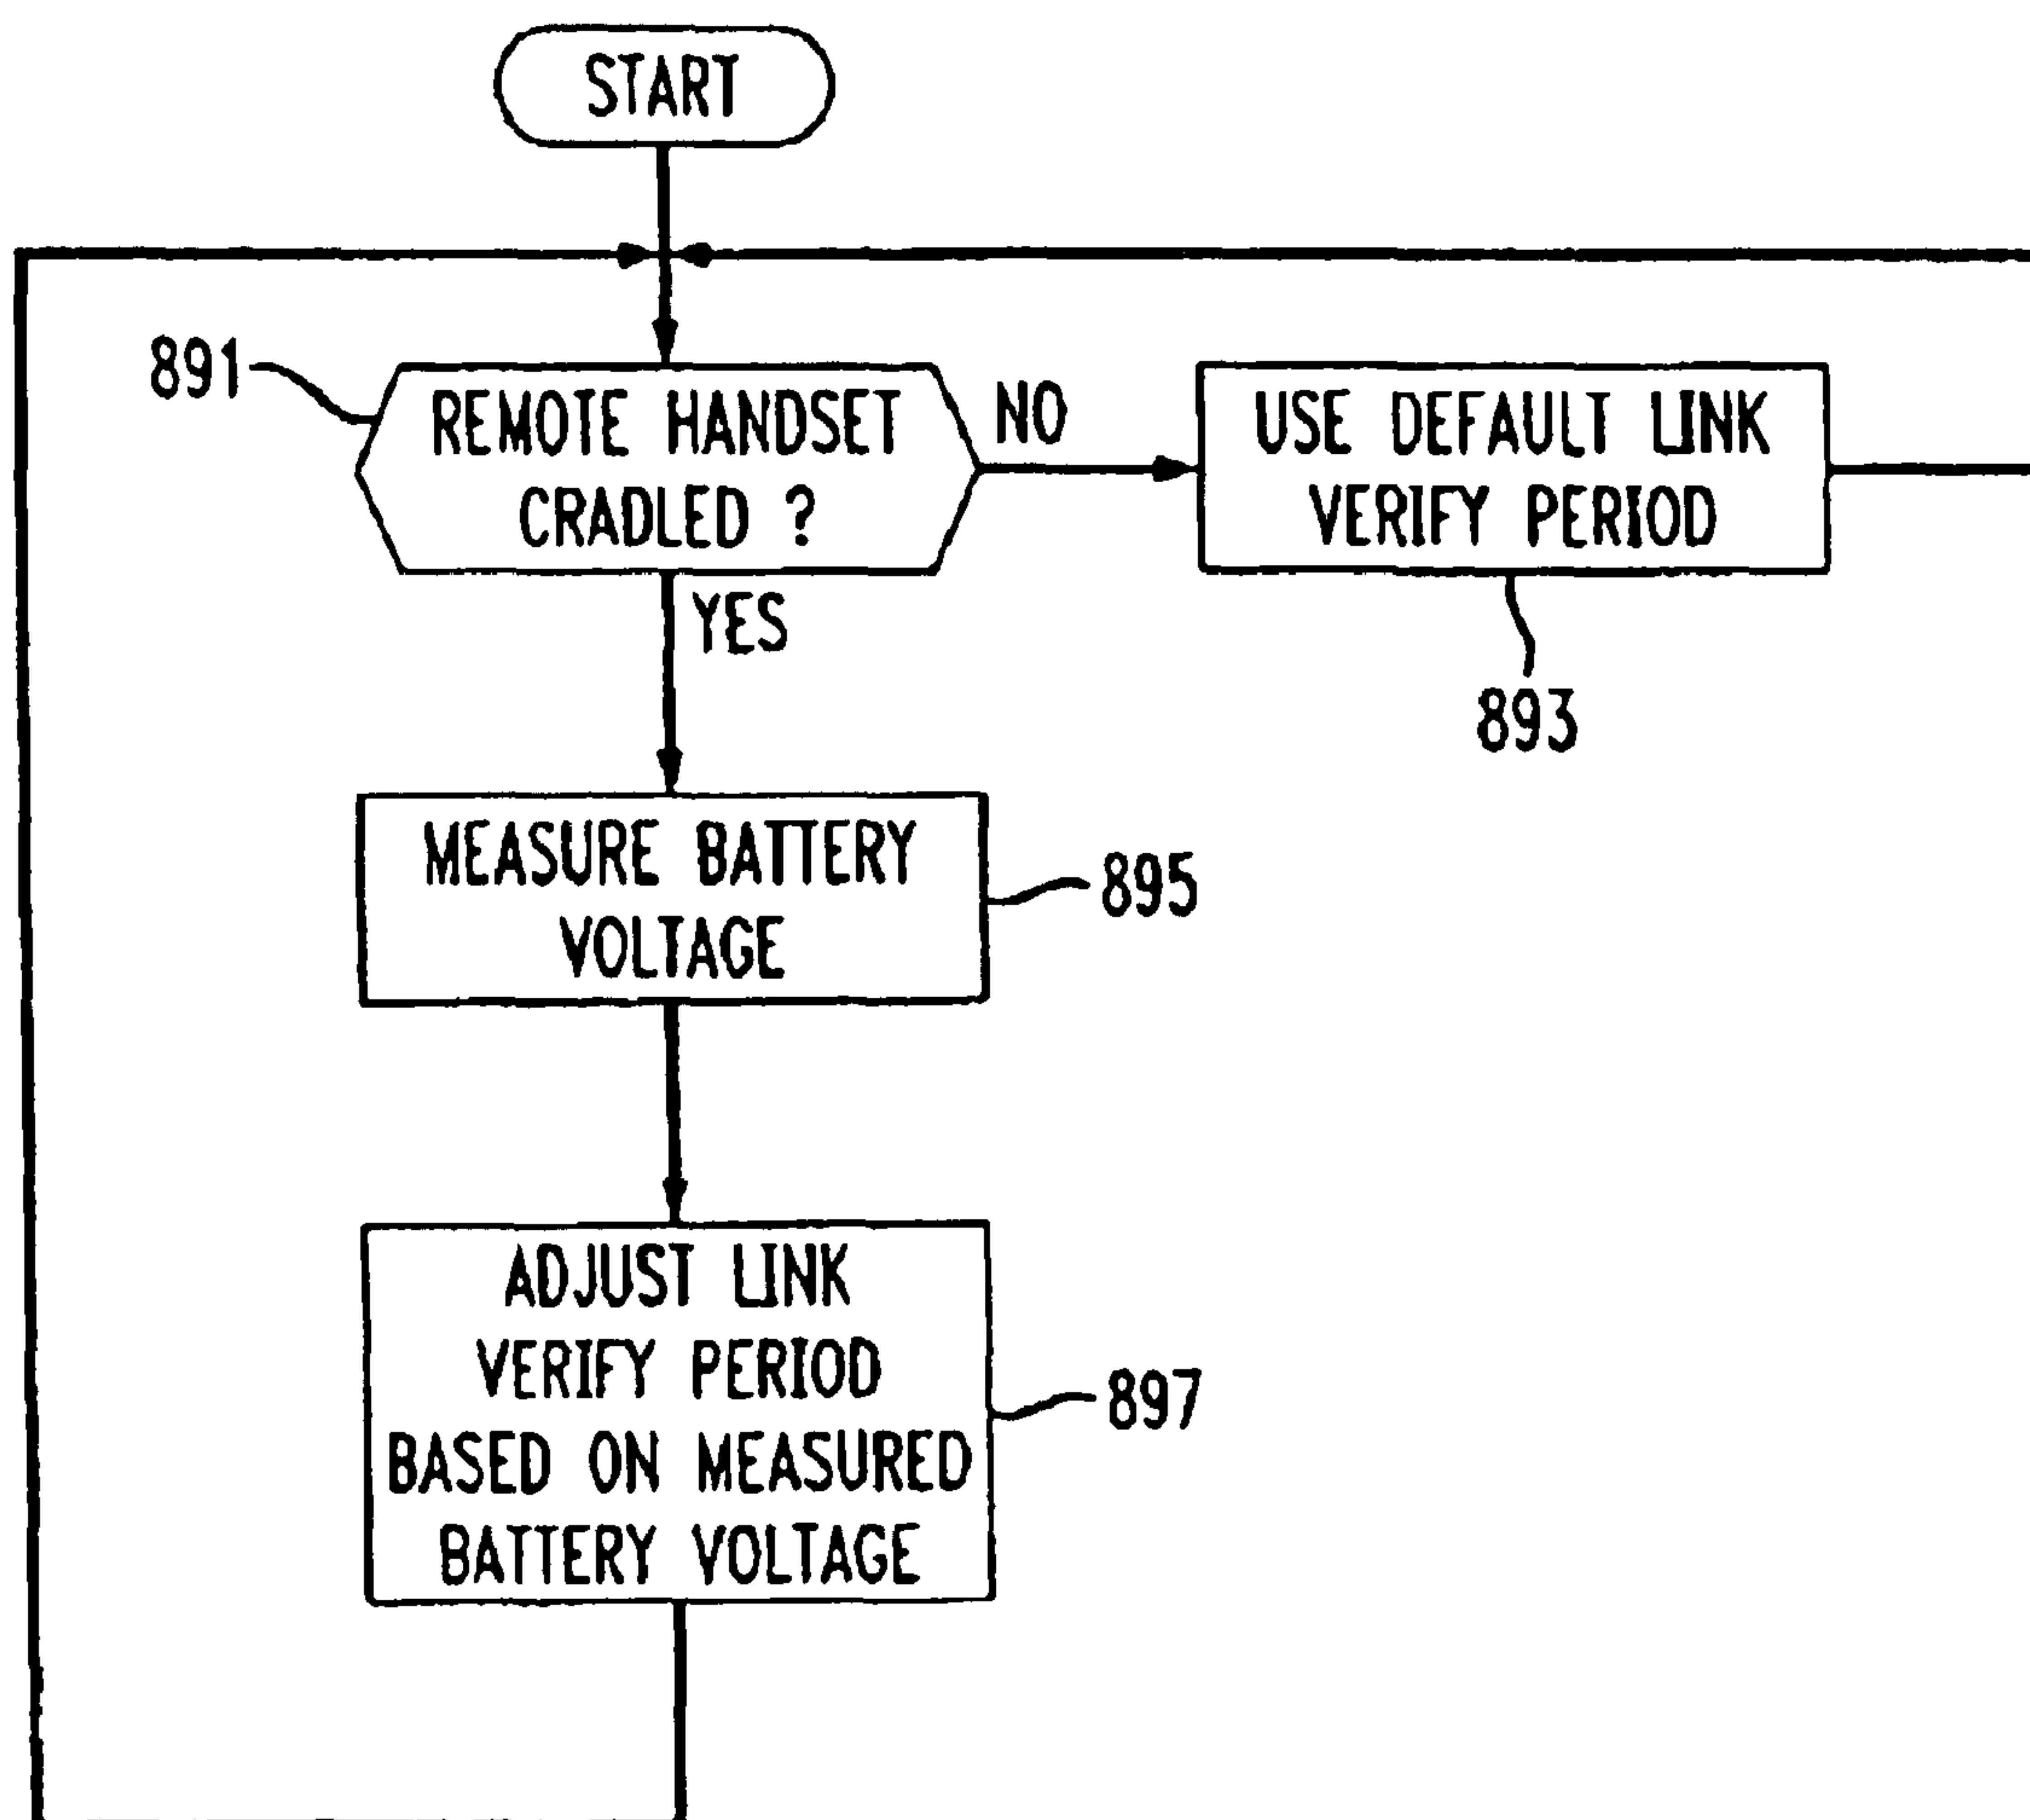 START
891
REMOTE HANDSET
CRADLED ?
NO
USE DEFAULT LINK
VERIFY PERIOD
YES
893
MEASURE BATTERY
VOLTAGE
895
ADJUST LINK
VERIFY PERIOD
BASED ON MEASURED
BATTERY VOLTAGE
897